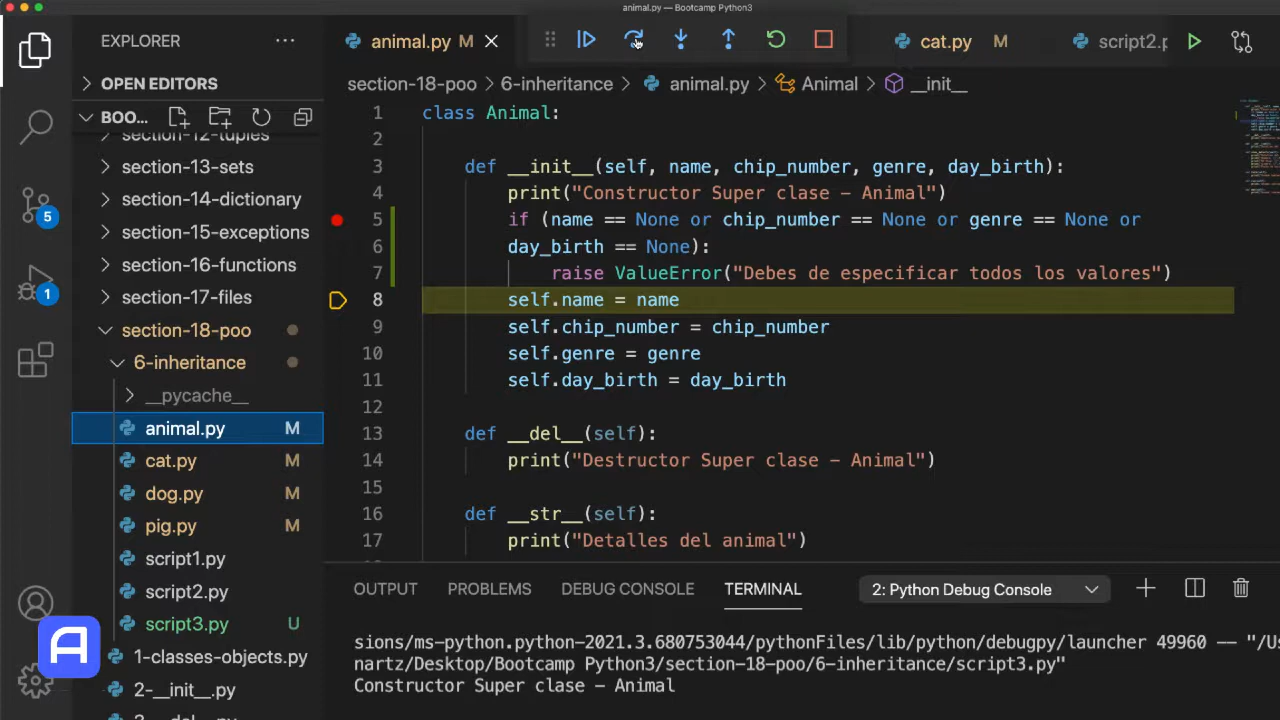 animal.py — Bootcamp Python3
EXPLORER
animal.py M
cat.py M
script2.p
OPEN EDITORS
section-18-poo > 6-inheritance > animal.py > Animal > __init__
BOO...
section-12-tuples
section-13-sets
section-14-dictionary
section-15-exceptions
section-16-functions
section-17-files
section-18-poo
6-inheritance
__pycache__
animal.py M
cat.py M
dog.py M
pig.py M
script1.py
script2.py
script3.py U
1-classes-objects.py
2-__init__.py
3-__del__.py
5
1
A
1 class Animal:
2
3 def __init__(self, name, chip_number, genre, day_birth):
4 print("Constructor Super clase – Animal")
5 if (name == None or chip_number == None or genre == None or
6 day_birth == None):
7 raise ValueError("Debes de especificar todos los valores")
8 self.name = name
9 self.chip_number = chip_number
10 self.genre = genre
11 self.day_birth = day_birth
12
13 def __del__(self):
14 print("Destructor Super clase – Animal")
15
16 def __str__(self):
17 print("Detalles del animal")
OUTPUT PROBLEMS DEBUG CONSOLE TERMINAL 2: Python Debug Console
sions/ms-python.python-2021.3.680753044/pythonFiles/lib/python/debugpy/launcher 49960 –– "/Us
nartz/Desktop/Bootcamp Python3/section-18-poo/6-inheritance/script3.py"
Constructor Super clase – Animal